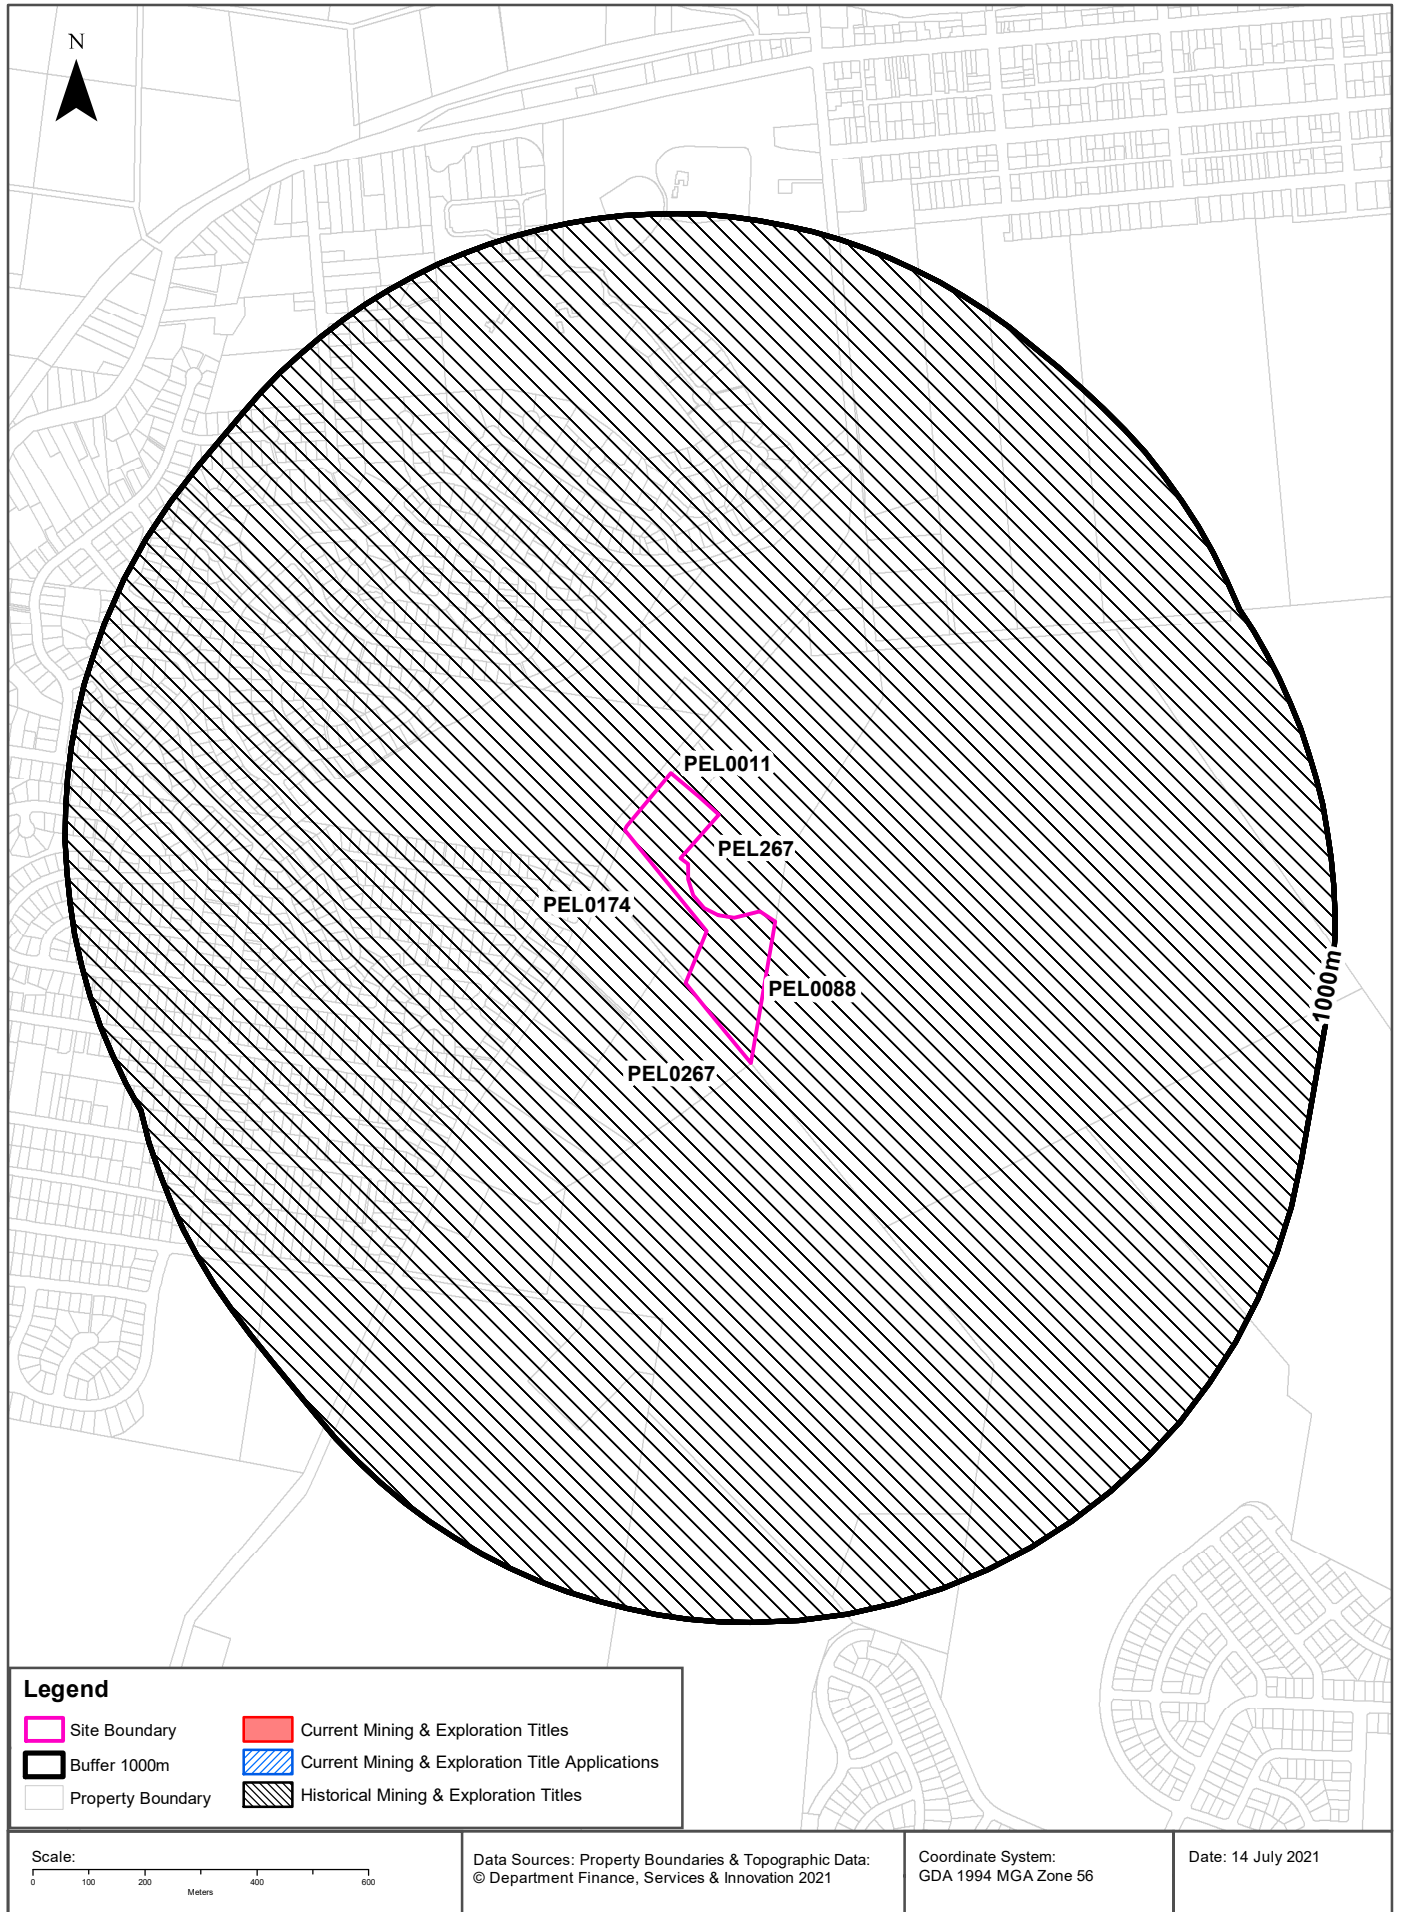 N
PEL0011
PEL267
PEL0174
PEL0088
PEL0267
1000m
Legend
Site Boundary
Buffer 1000m
Property Boundary
Current Mining & Exploration Titles
Current Mining & Exploration Title Applications
Historical Mining & Exploration Titles
Scale:
0 100 200 400 600
Meters
Data Sources: Property Boundaries & Topographic Data:
© Department Finance, Services & Innovation 2021
Coordinate System:
GDA 1994 MGA Zone 56
Date: 14 July 2021